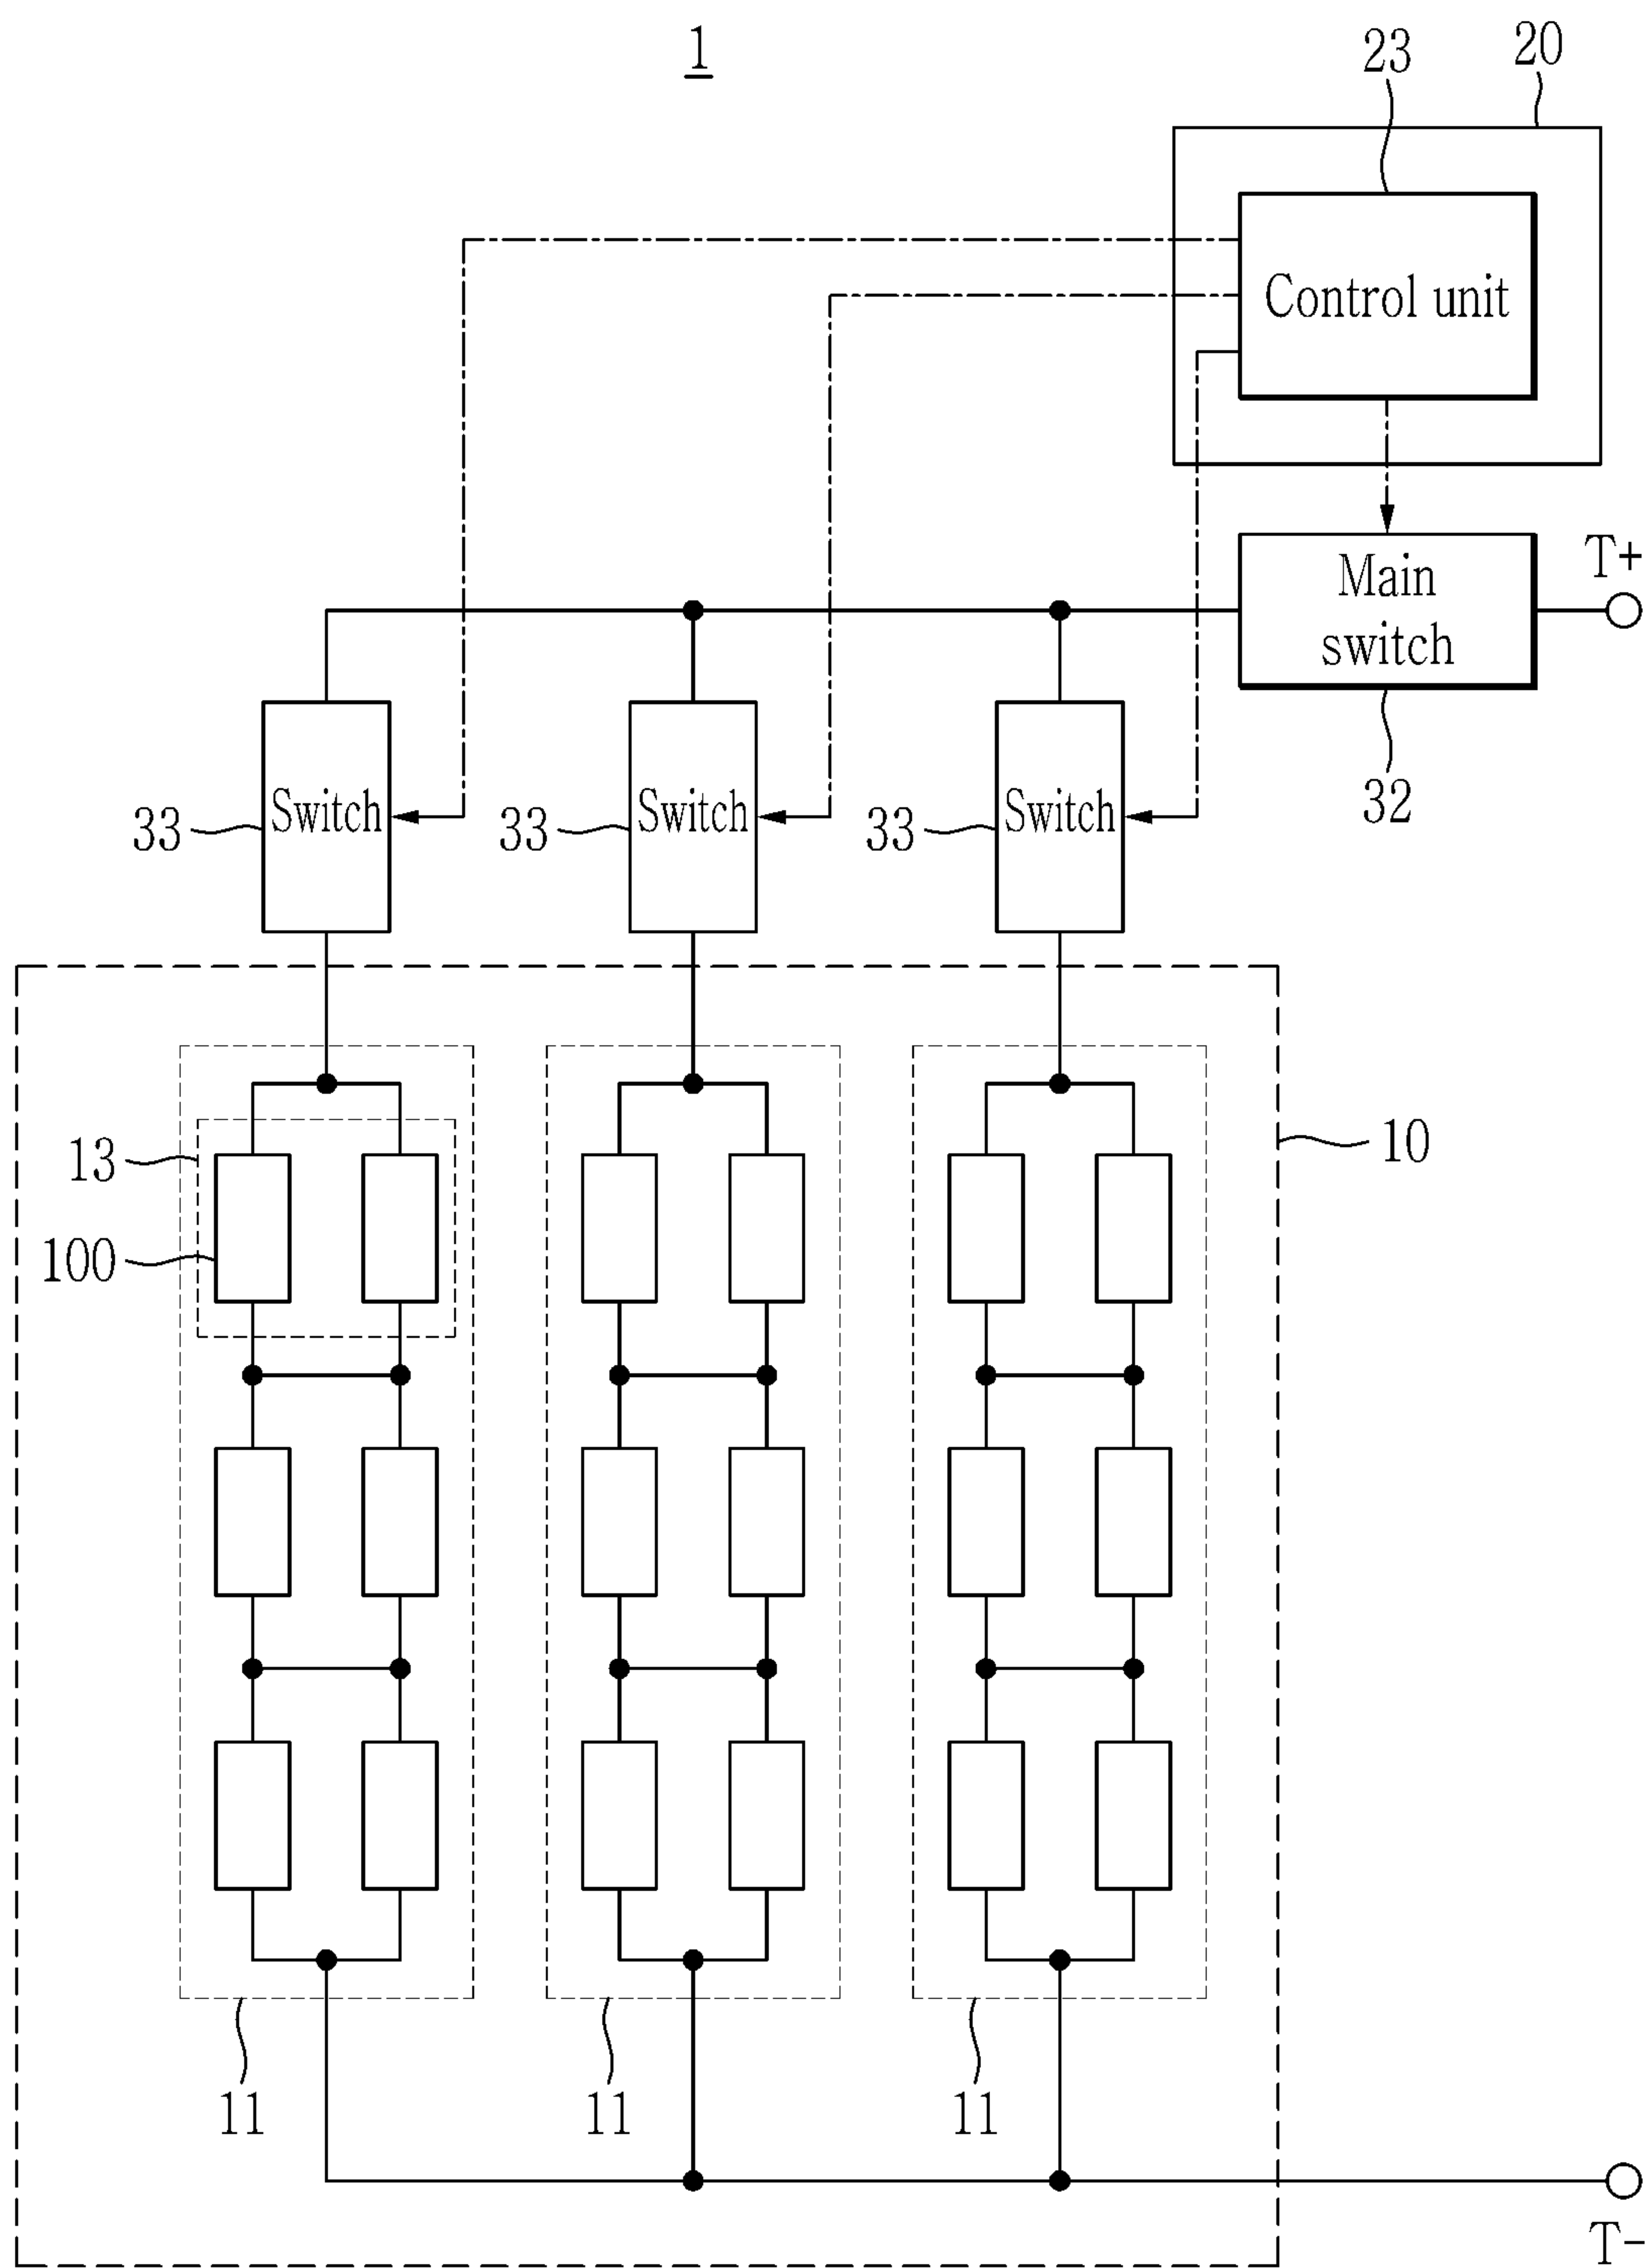 1
23
20
Control unit
T+
Main
switch
32
33
Switch
33
Switch
33
Switch
10
13
100
11
11
11
T-